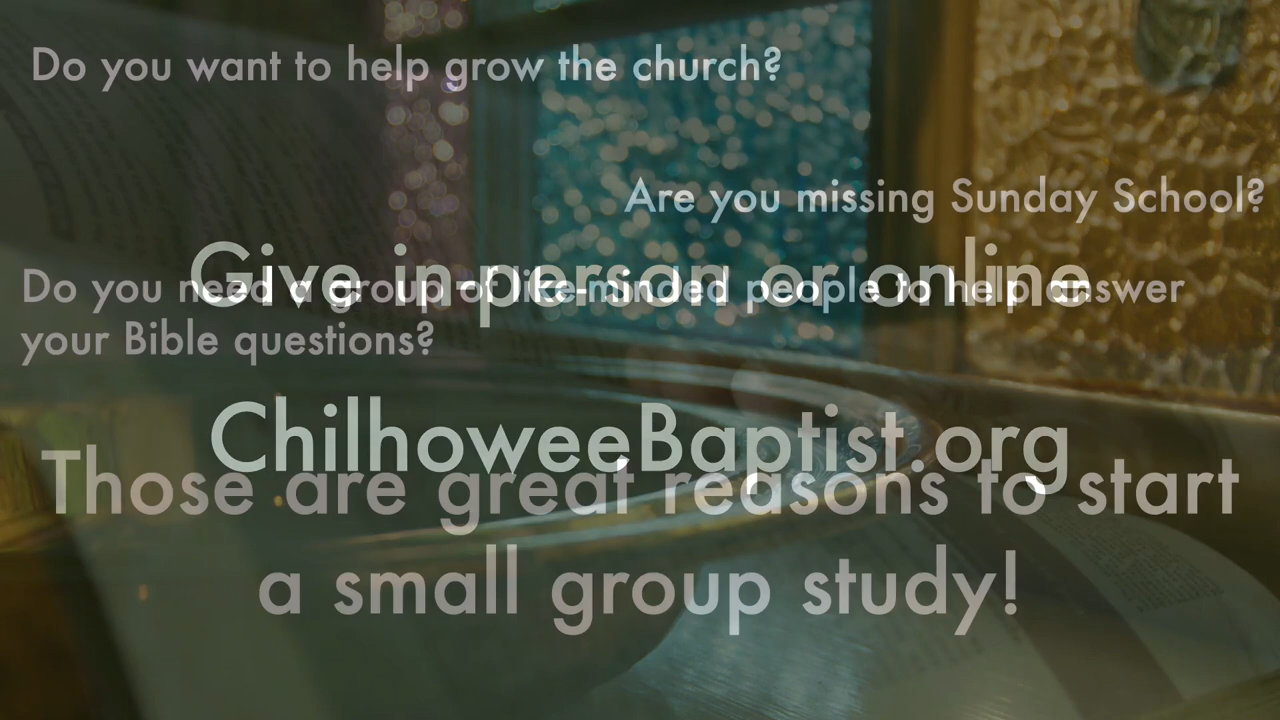 Do you want to help grow the church?
Are you missing Sunday School?
Give in-person or online
Do you need a group of like-minded people to help answer
your Bible questions?
ChilhoweeBaptist.org
Those are great reasons to start
a small group study!